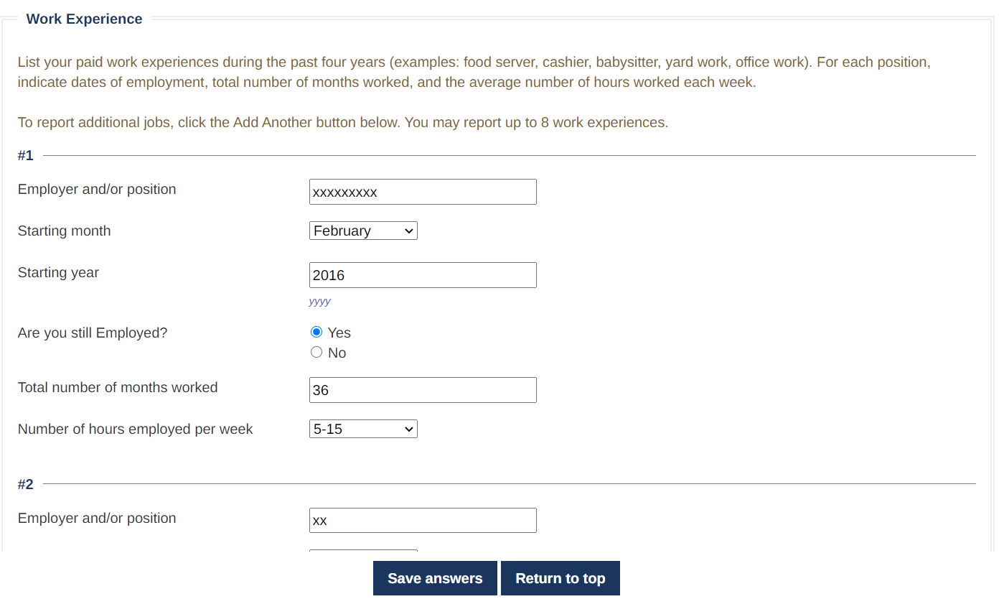 Work Experience
List your paid work experiences during the past four years (examples: food server, cashier, babysitter, yard work, office work). For each position,
indicate dates of employment, total number of months worked, and the average number of hours worked each week.
To report additional jobs, click the Add Another button below. You may report up to 8 work experiences.
#1
Employer and/or position
xxxxxxxxx
Starting month
February
Starting year
2016
yyyy
Are you still Employed?
Yes
No
Total number of months worked
36
Number of hours employed per week
5-15
#2
Employer and/or position
xx
Save answers
Return to top